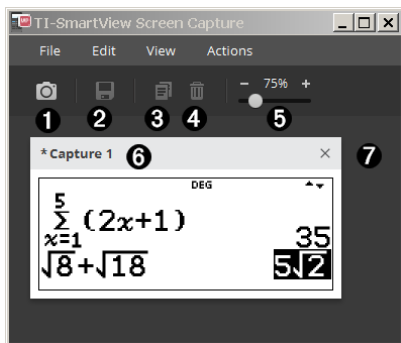 TI-SmartView Screen Capture
File Edit View Actions
− 75% +
1 2 3 4 5
*Capture 1 6 × 7
DEG
5
Σ (2x+1)
x=1 35
√8+√18 5√2